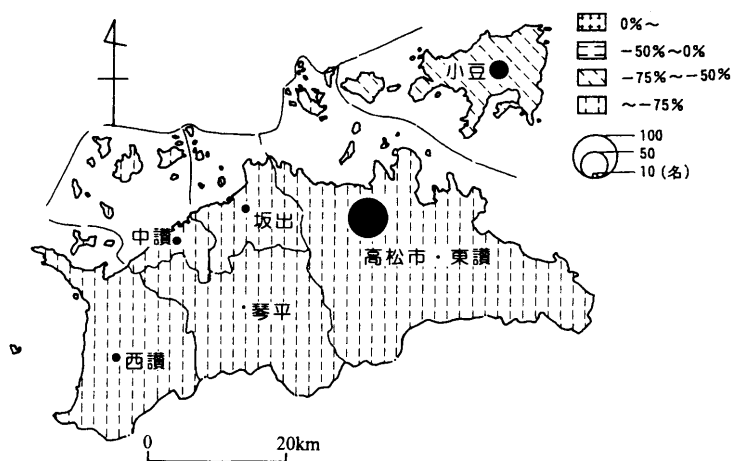 0%~
-50%~0%
-75%~-50%
~-75%
100
50
10(名)
小豆
坂出
中讃
高松市・東讃
琴平
西讃
0 20km